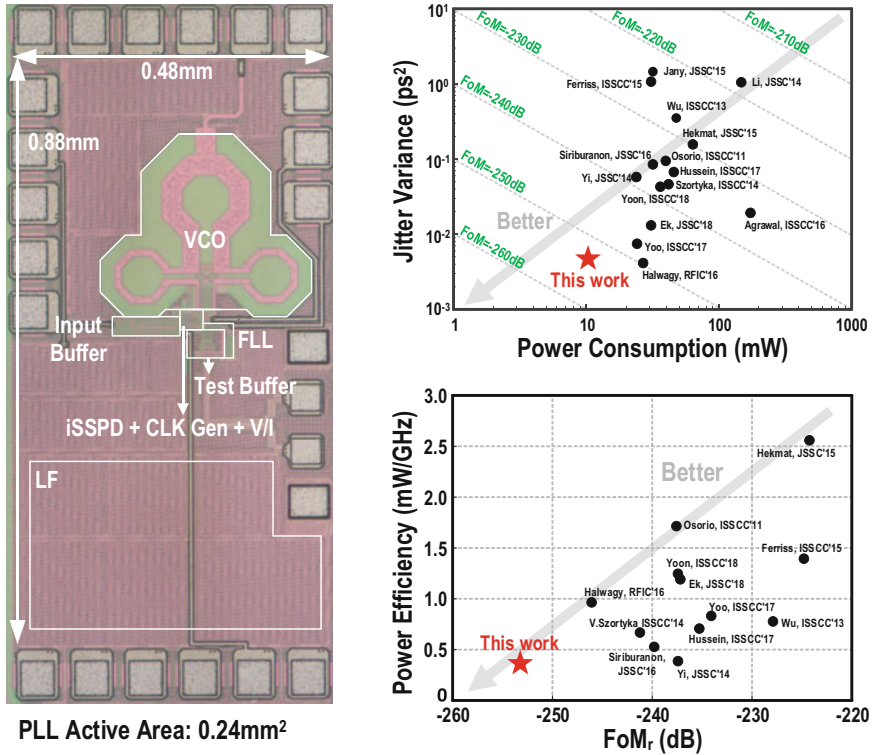 0.48mm
0.88mm
VCO
Input
Buffer
FLL
Test Buffer
iSSPD + CLK Gen + V/I
LF
PLL Active Area: 0.24mm²
Jitter Variance (ps²)
10¹
10⁰
10⁻¹
10⁻²
10⁻³
FoM=-230dB
FoM=-220dB
FoM=-210dB
FoM=-240dB
FoM=-250dB
FoM=-260dB
Jany, JSSC'15
Ferriss, ISSCC'15
Li, JSSC'14
Wu, ISSCC'13
Hekmat, JSSC'15
Siriburanon, JSSC'16
Osorio, ISSCC'11
Hussein, ISSCC'17
Yi, JSSC'14
Szortyka, ISSCC'14
Yoon, ISSCC'18
Better
Ek, JSSC'18
Agrawal, ISSCC'16
Yoo, ISSCC'17
This work
Halwagy, RFIC'16
1
10
100
1000
Power Consumption (mW)
Power Efficiency (mW/GHz)
3.0
2.5
2.0
1.5
1.0
0.5
0
Hekmat, JSSC'15
Better
Osorio, ISSCC'11
Ferriss, ISSCC'15
Yoon, ISSCC'18
Ek, JSSC'18
Halwagy, RFIC'16
Yoo, ISSCC'17
V.Szortyka ISSCC'14
Wu, ISSCC'13
Hussein, ISSCC'17
This work
Siriburanon,
JSSC'16
Yi, JSSC'14
-260
-250
-240
-230
-220
FoMᵣ (dB)